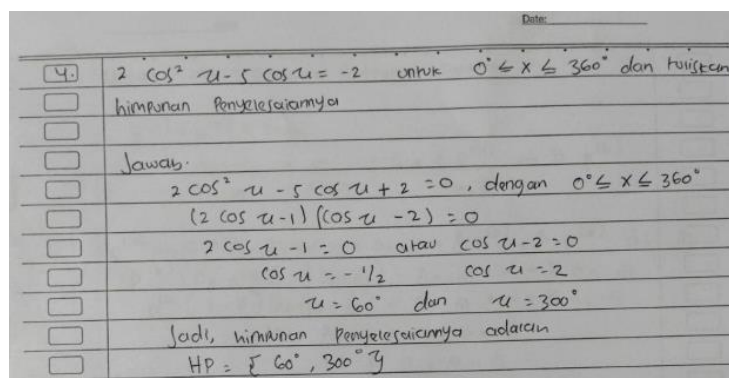 Date:
4. 2 cos² x - 5 cos x = -2 untuk 0° ≤ x ≤ 360° dan tuliskan
himpunan Penyelesaiannya
Jawab.
2 cos² x - 5 cos x + 2 = 0, dengan 0° ≤ x ≤ 360°
(2 cos x - 1) (cos x - 2) = 0
2 cos x - 1 = 0 atau cos x - 2 = 0
cos x = - 1/2 cos x = 2
x = 60° dan x = 300°
Jadi, himpunan Penyelesaiannya adalah
HP = { 60°, 300° }